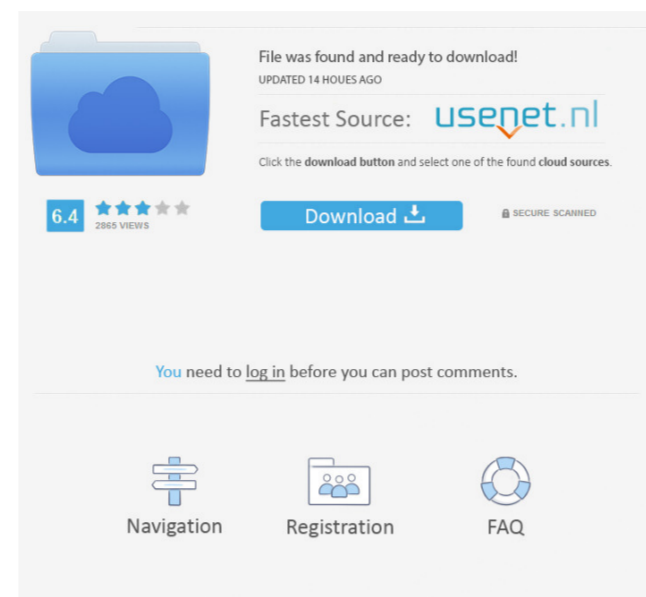 File was found and ready to download!
UPDATED 14 HOUES AGO
Fastest Source: usenet.nl
Click the download button and select one of the found cloud sources.
6.4
2865 VIEWS
Download
SECURE SCANNED
You need to log in before you can post comments.
Navigation
Registration
FAQ